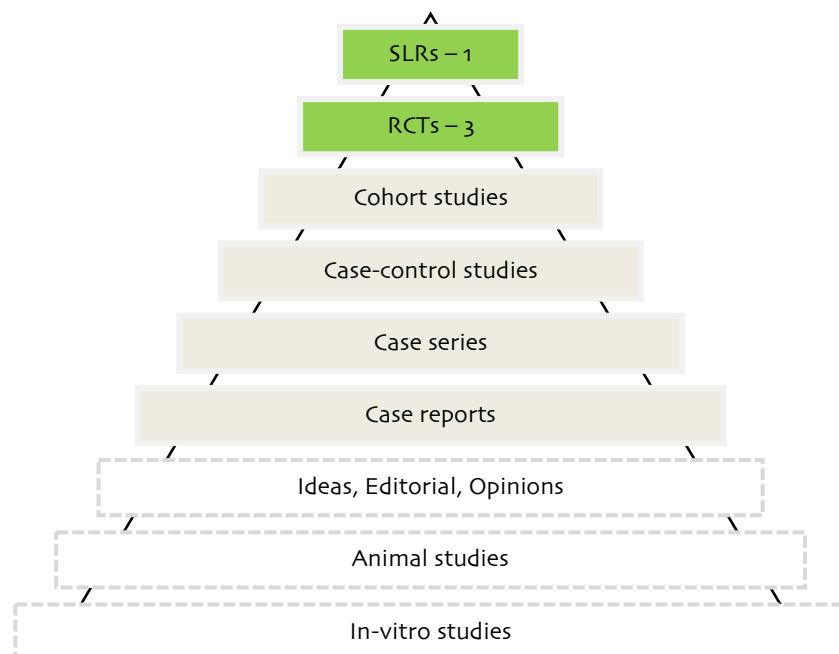 SLRs – 1
RCTs – 3
Cohort studies
Case-control studies
Case series
Case reports
Ideas, Editorial, Opinions
Animal studies
In-vitro studies